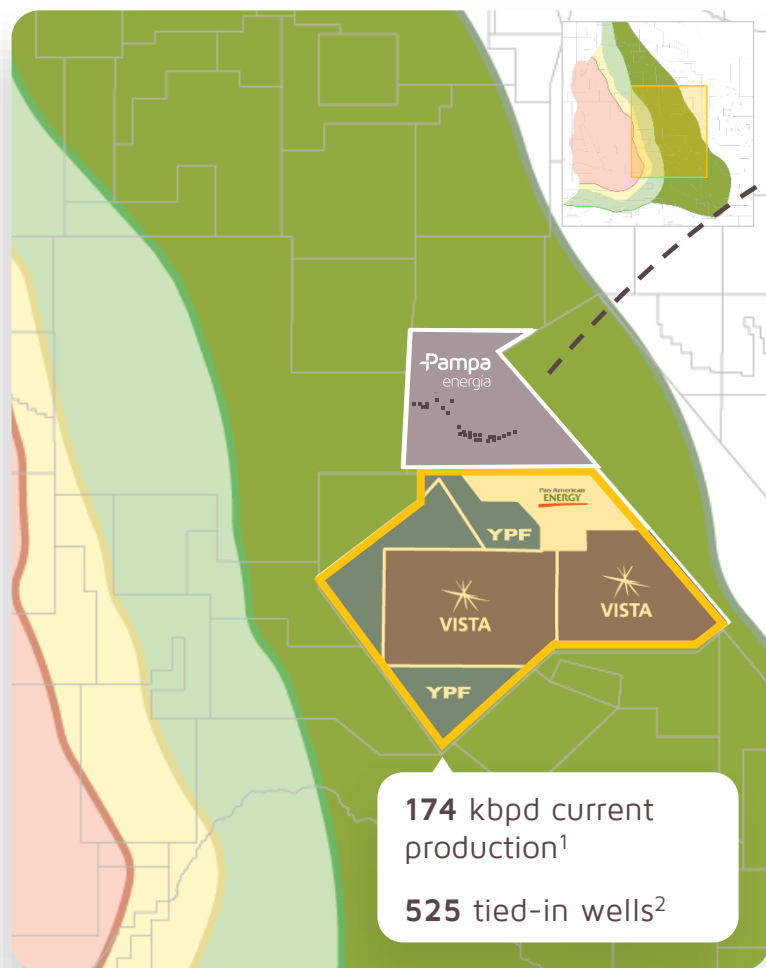 Pampa
energía
Pan American
ENERGY
YPF
VISTA
VISTA
YPF
174 kbpd current
production¹
525 tied-in wells²